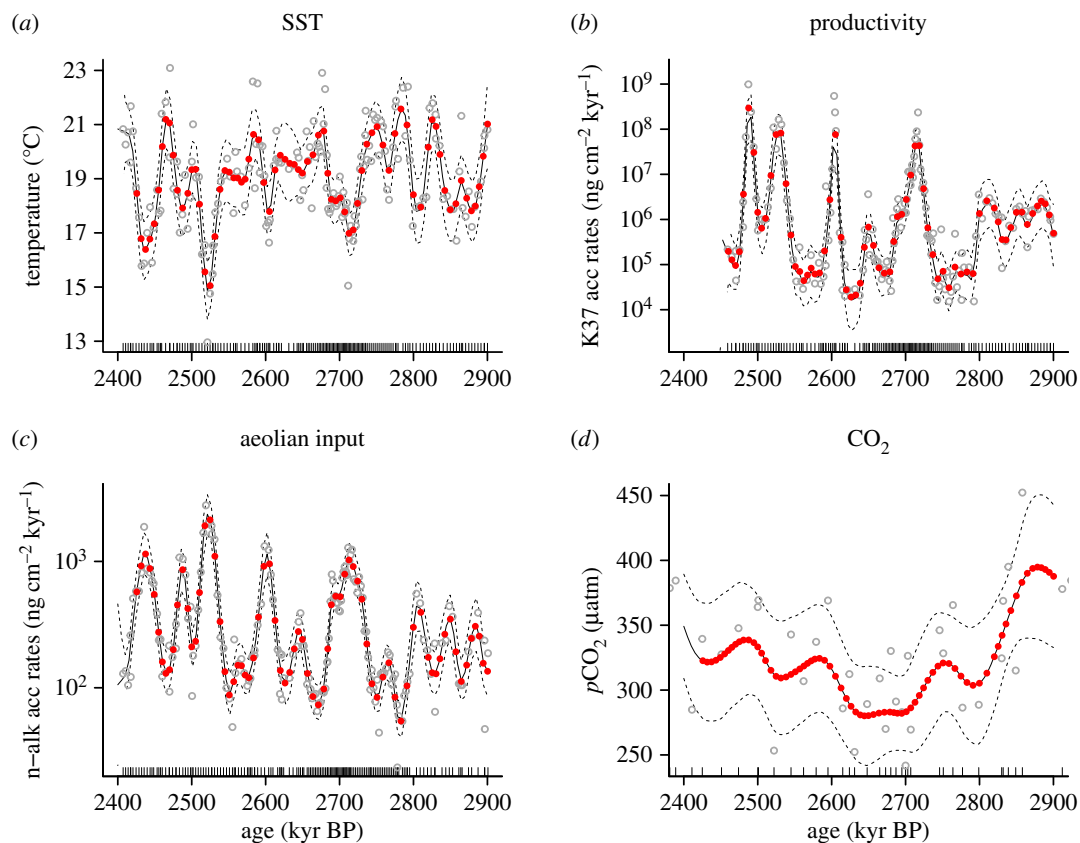 (a) SST
temperature (°C)
23
21
19
17
15
13
2400 2500 2600 2700 2800 2900
(b) productivity
K37 acc rates (ng cm⁻² kyr⁻¹)
10⁹
10⁸
10⁷
10⁶
10⁵
10⁴
2400 2500 2600 2700 2800 2900
(c) aeolian input
n−alk acc rates (ng cm⁻² kyr⁻¹)
10³
10²
2400 2500 2600 2700 2800 2900
age (kyr BP)
(d) CO₂
pCO₂ (µam)
450
400
350
300
250
2400 2500 2600 2700 2800 2900
age (kyr BP)